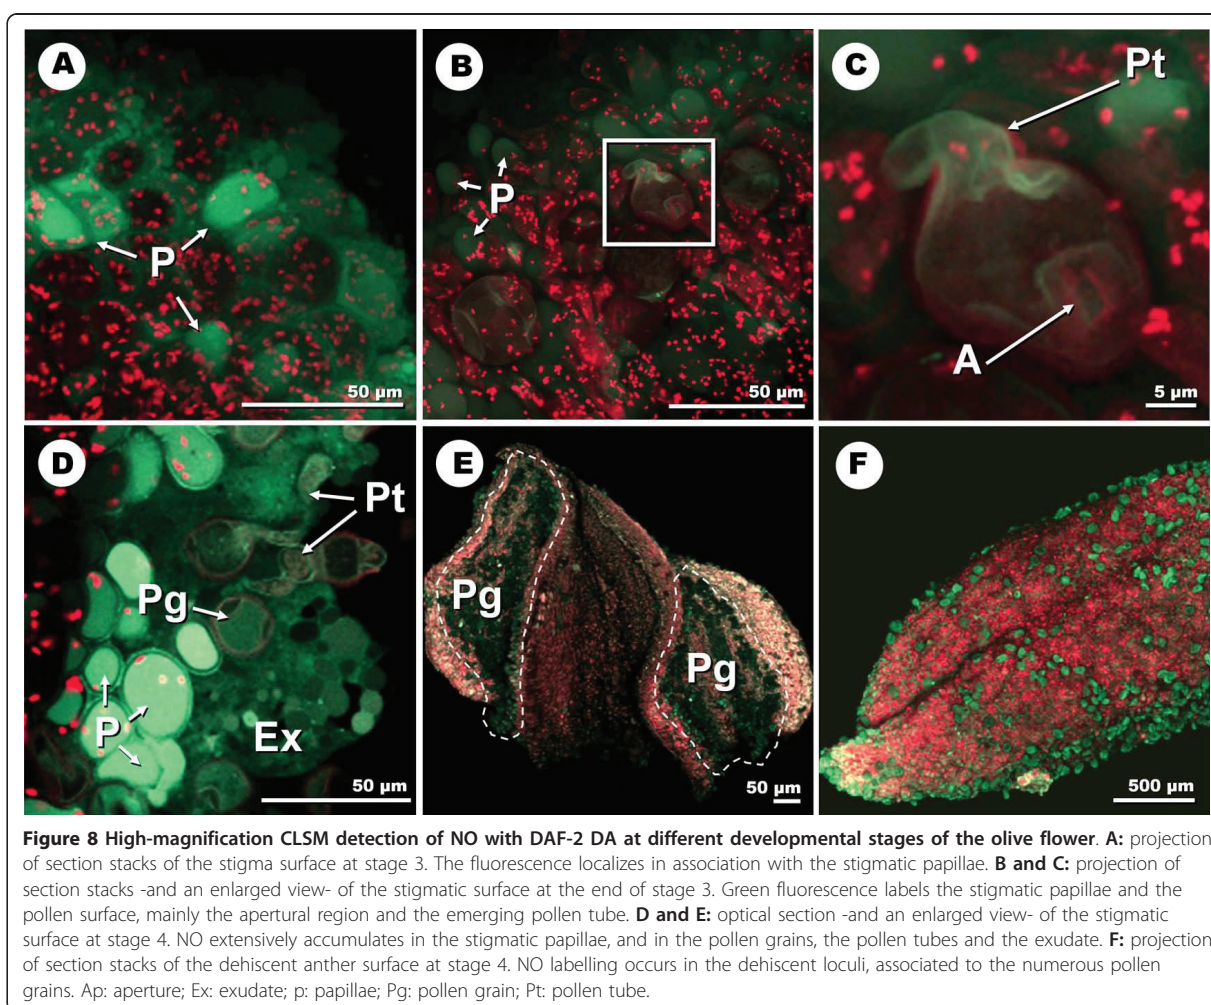 A
P
50 µm
B
P
50 µm
C
Pt
A
5 µm
D
Pt
Pg
P
Ex
50 µm
E
Pg
Pg
50 µm
F
500 µm
Figure 8 High-magnification CLSM detection of NO with DAF-2 DA at different developmental stages of the olive flower. A: projection
of section stacks of the stigma surface at stage 3. The fluorescence localizes in association with the stigmatic papillae. B and C: projection of
section stacks -and an enlarged view- of the stigmatic surface at the end of stage 3. Green fluorescence labels the stigmatic papillae and the
pollen surface, mainly the apertural region and the emerging pollen tube. D and E: optical section -and an enlarged view- of the stigmatic
surface at stage 4. NO extensively accumulates in the stigmatic papillae, and in the pollen grains, the pollen tubes and the exudate. F: projection
of section stacks of the dehiscent anther surface at stage 4. NO labelling occurs in the dehiscent loculi, associated to the numerous pollen
grains. Ap: aperture; Ex: exudate; p: papillae; Pg: pollen grain; Pt: pollen tube.